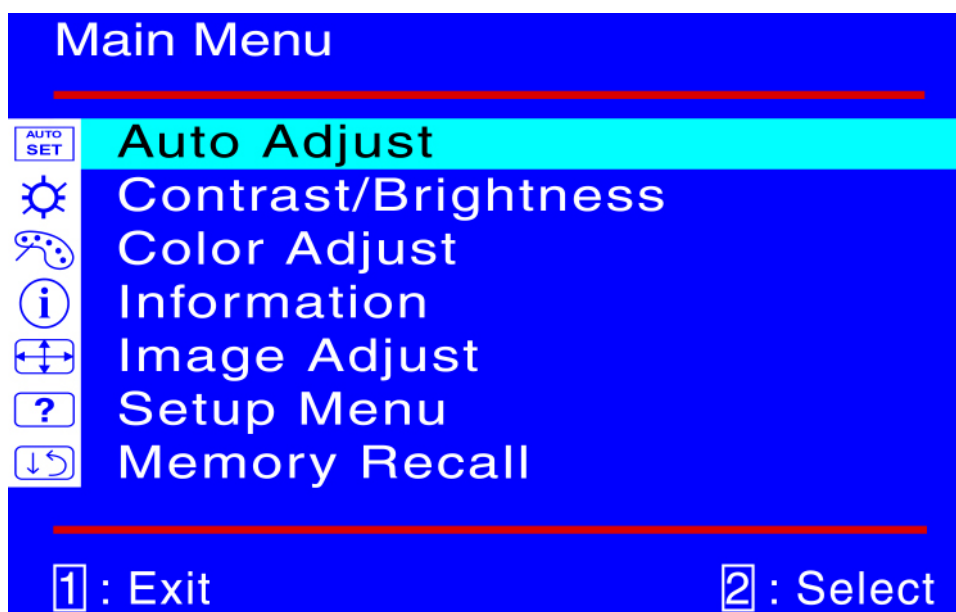 Main Menu
AUTO
SET
Auto Adjust
Contrast/Brightness
Color Adjust
i
Information
Image Adjust
?
Setup Menu
Memory Recall
1 : Exit
2 : Select